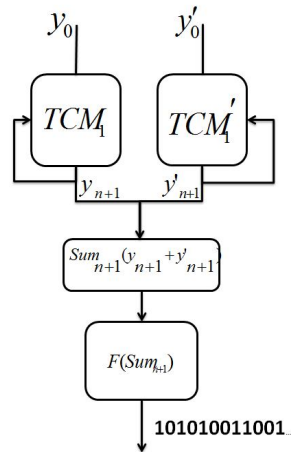 y₀ y′₀
TCM₁ TCM′₁
yₙ₊₁ y'ₙ₊₁
Sumₙ₊₁(yₙ₊₁+y'ₙ₊₁)
F(Sumₙ₊₁)
101010011001...